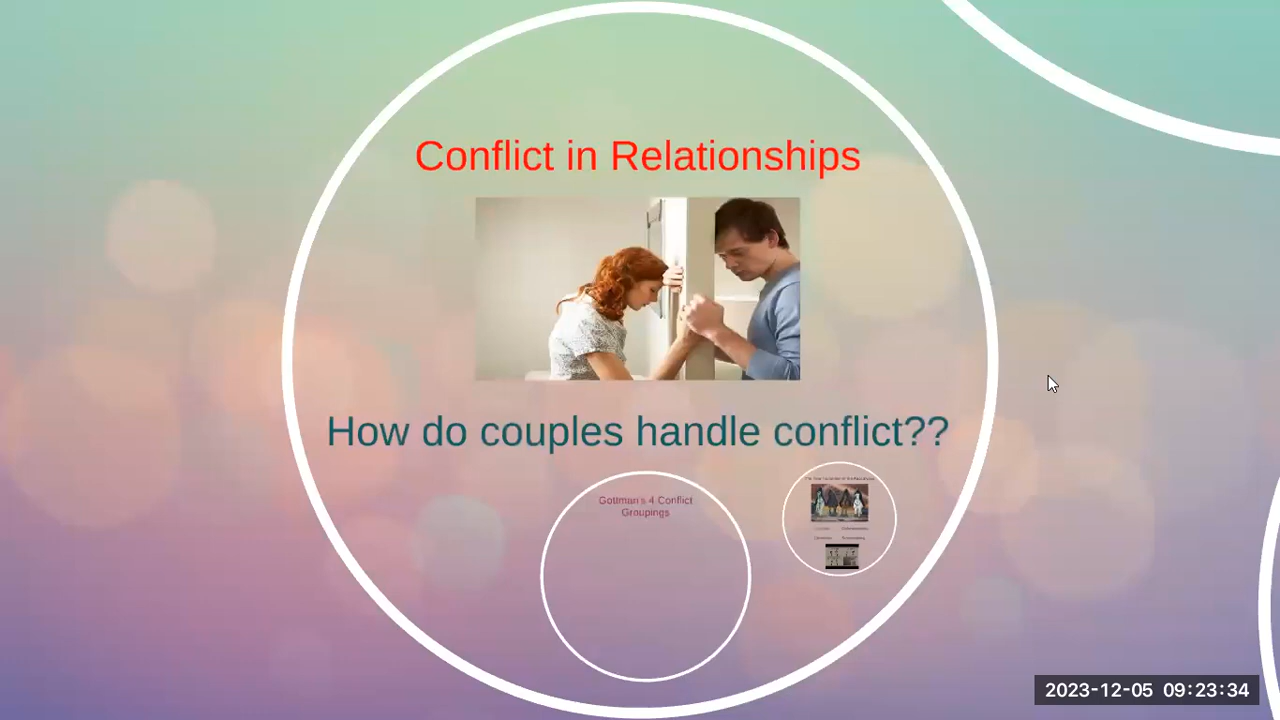 Conflict in Relationships
How do couples handle conflict??
Gottman's 4 Conflict
Groupings
2023-12-05 09:23:34